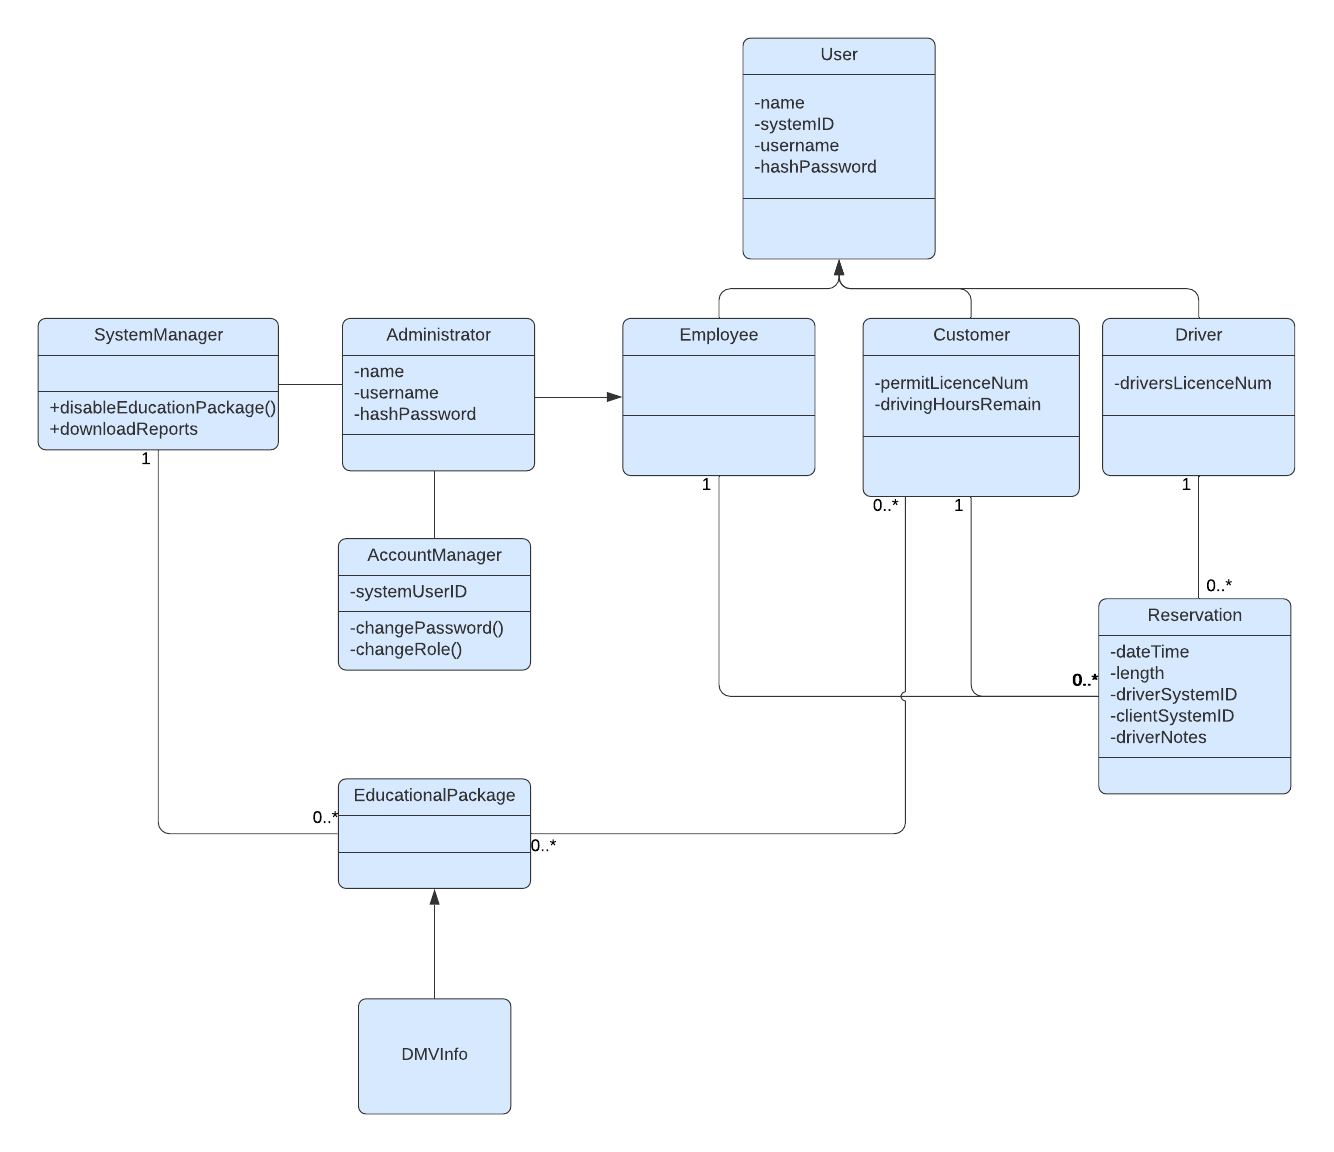 User
-name
-systemID
-username
-hashPassword
SystemManager
+disableEducationPackage()
+downloadReports
1
Administrator
-name
-username
-hashPassword
Employee
1
Customer
-permitLicenceNum
-drivingHoursRemain
0..*
1
Driver
-driversLicenceNum
1
AccountManager
-systemUserID
-changePassword()
-changeRole()
0..*
Reservation
-dateTime
-length
-driverSystemID
-clientSystemID
-driverNotes
0..*
EducationalPackage
0..*
0..*
DMVInfo